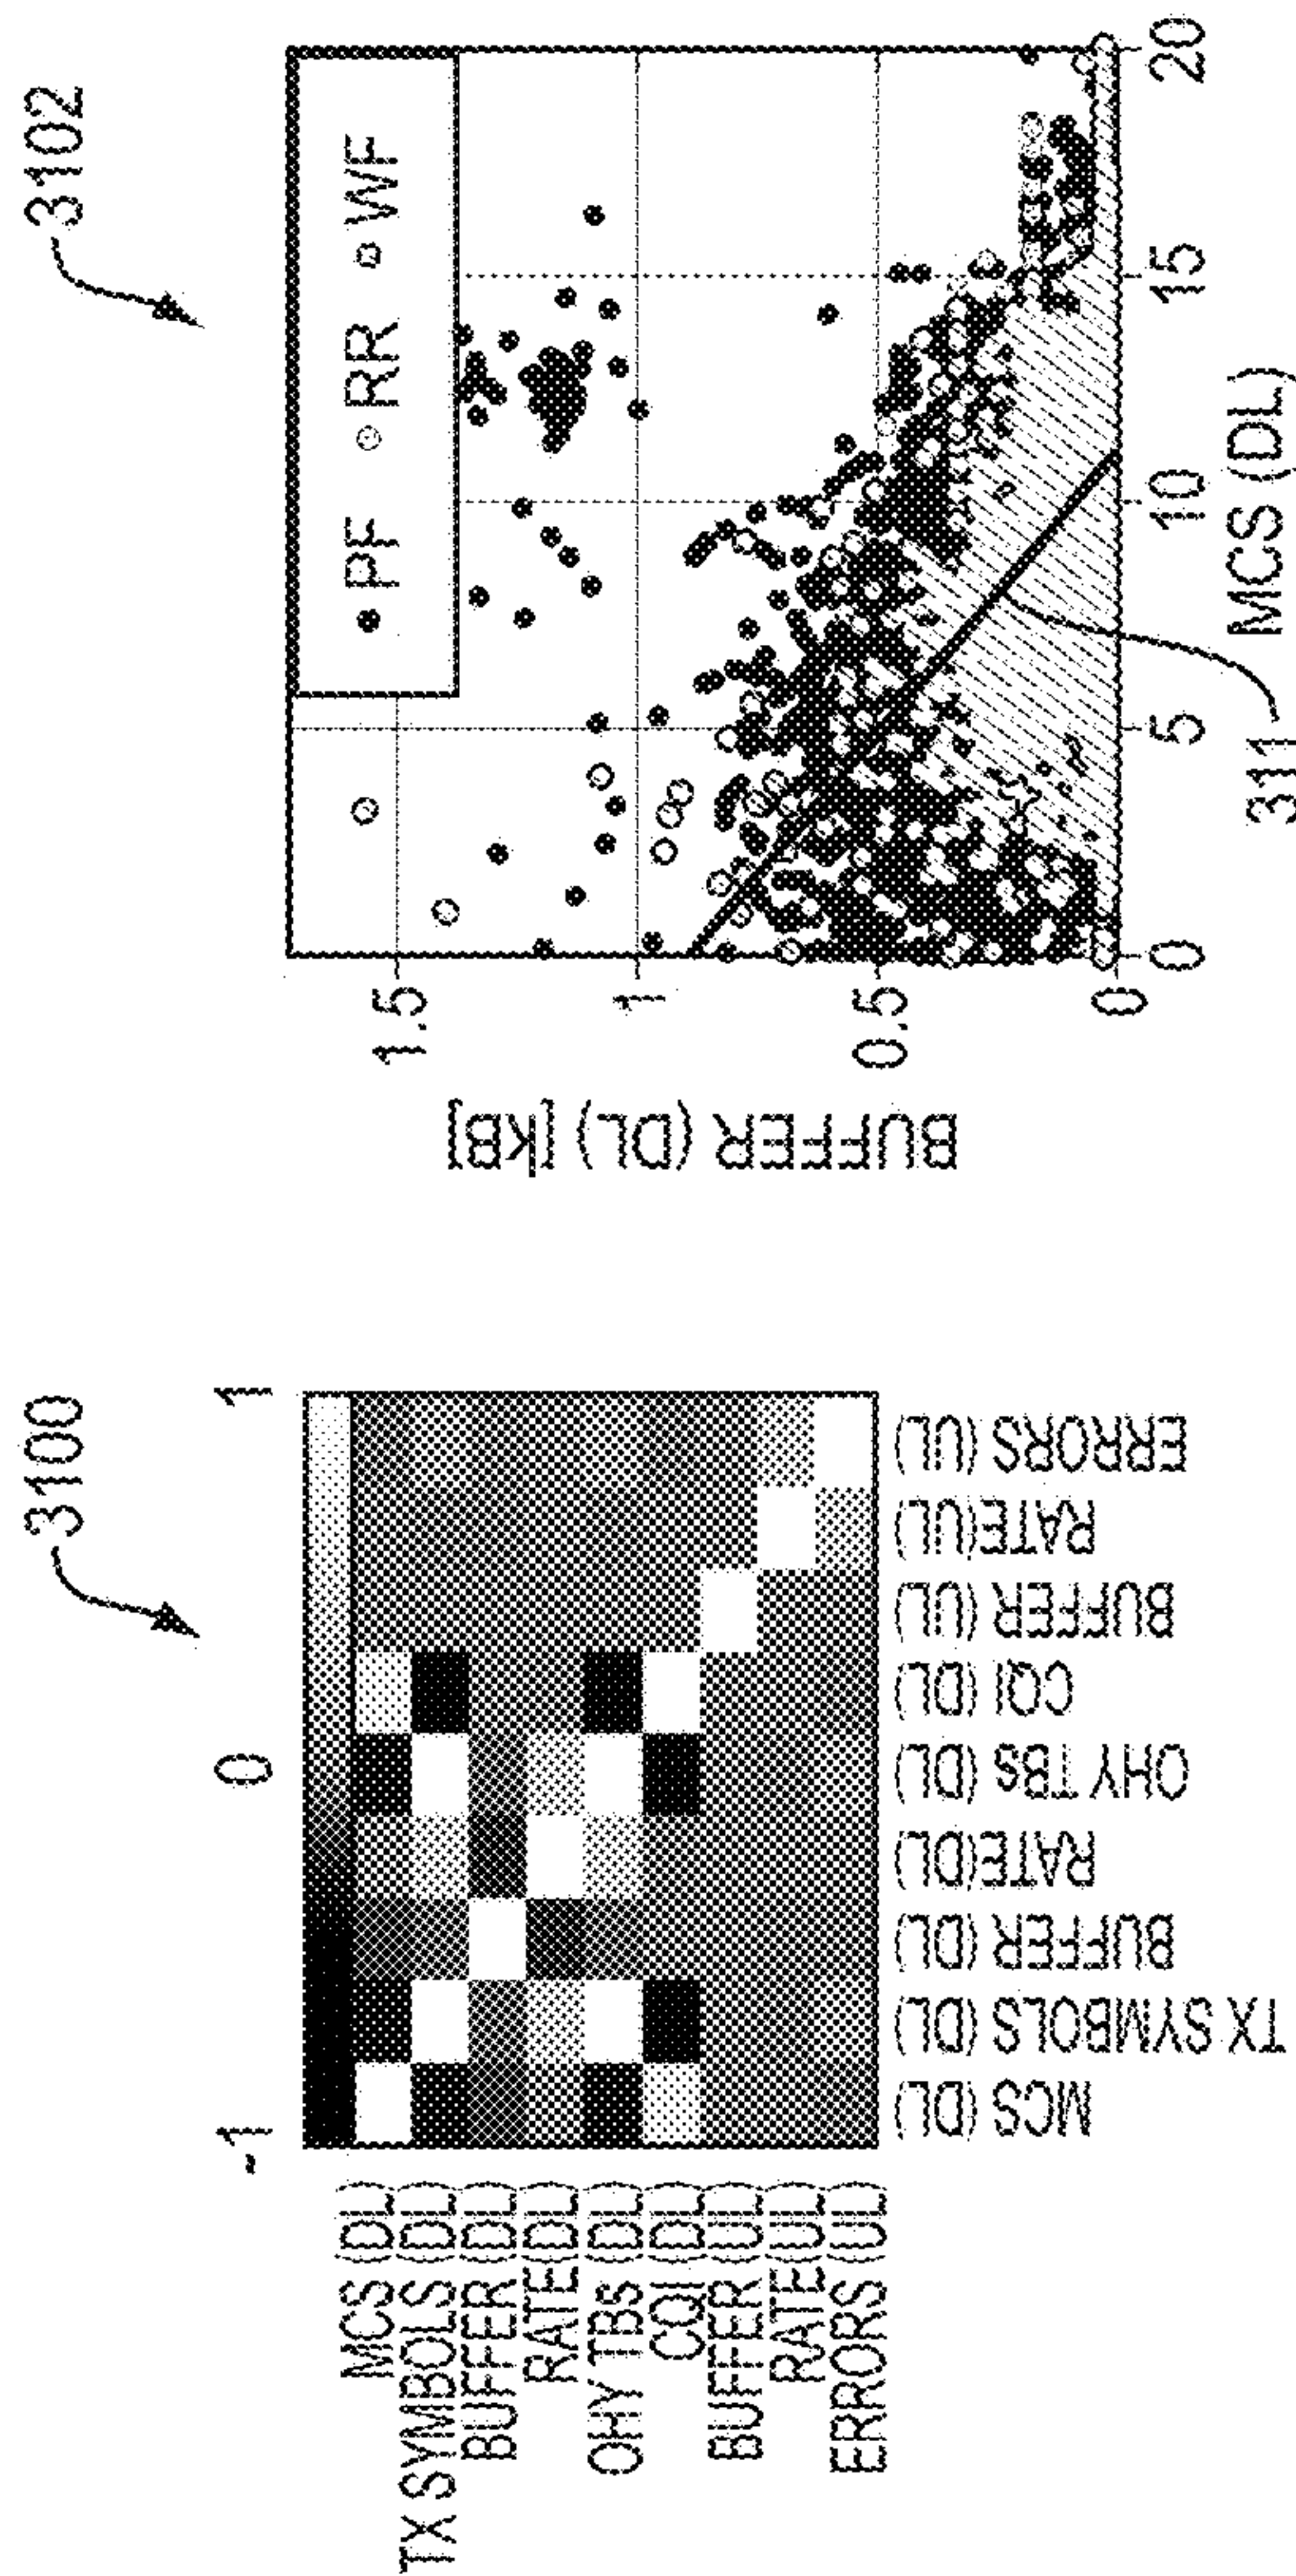 3100
-1
0
1
MCS (DL)
TX SYMBOLS (DL)
BUFFER (DL)
RATE(DL)
OHY TBs (DL)
CQI (DL)
BUFFER (UL)
RATE(UL)
ERRORS (UL)
MCS (DL)
TX SYMBOLS (DL)
BUFFER (DL)
RATE(DL)
OHY TBs (DL)
CQI (DL)
BUFFER (UL)
RATE(UL)
ERRORS (UL)
3102
PF RR WF
BUFFER (DL) [kB]
1.5
1
0.5
0
0
5
10
15
20
MCS (DL)
311